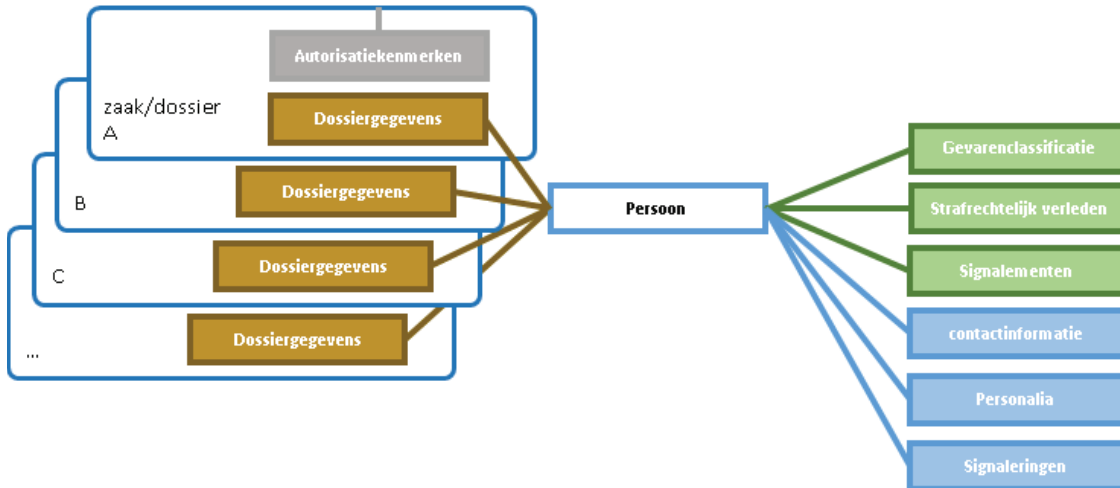 Autorisatiekenmerken
zaak/dossier
A
Dossiergegevens
B
Dossiergegevens
C
Dossiergegevens
...
Dossiergegevens
Persoon
Gevarenclassificatie
Strafrechtelijk verleden
Signalementen
contactinformatie
Personalia
Signaleringen